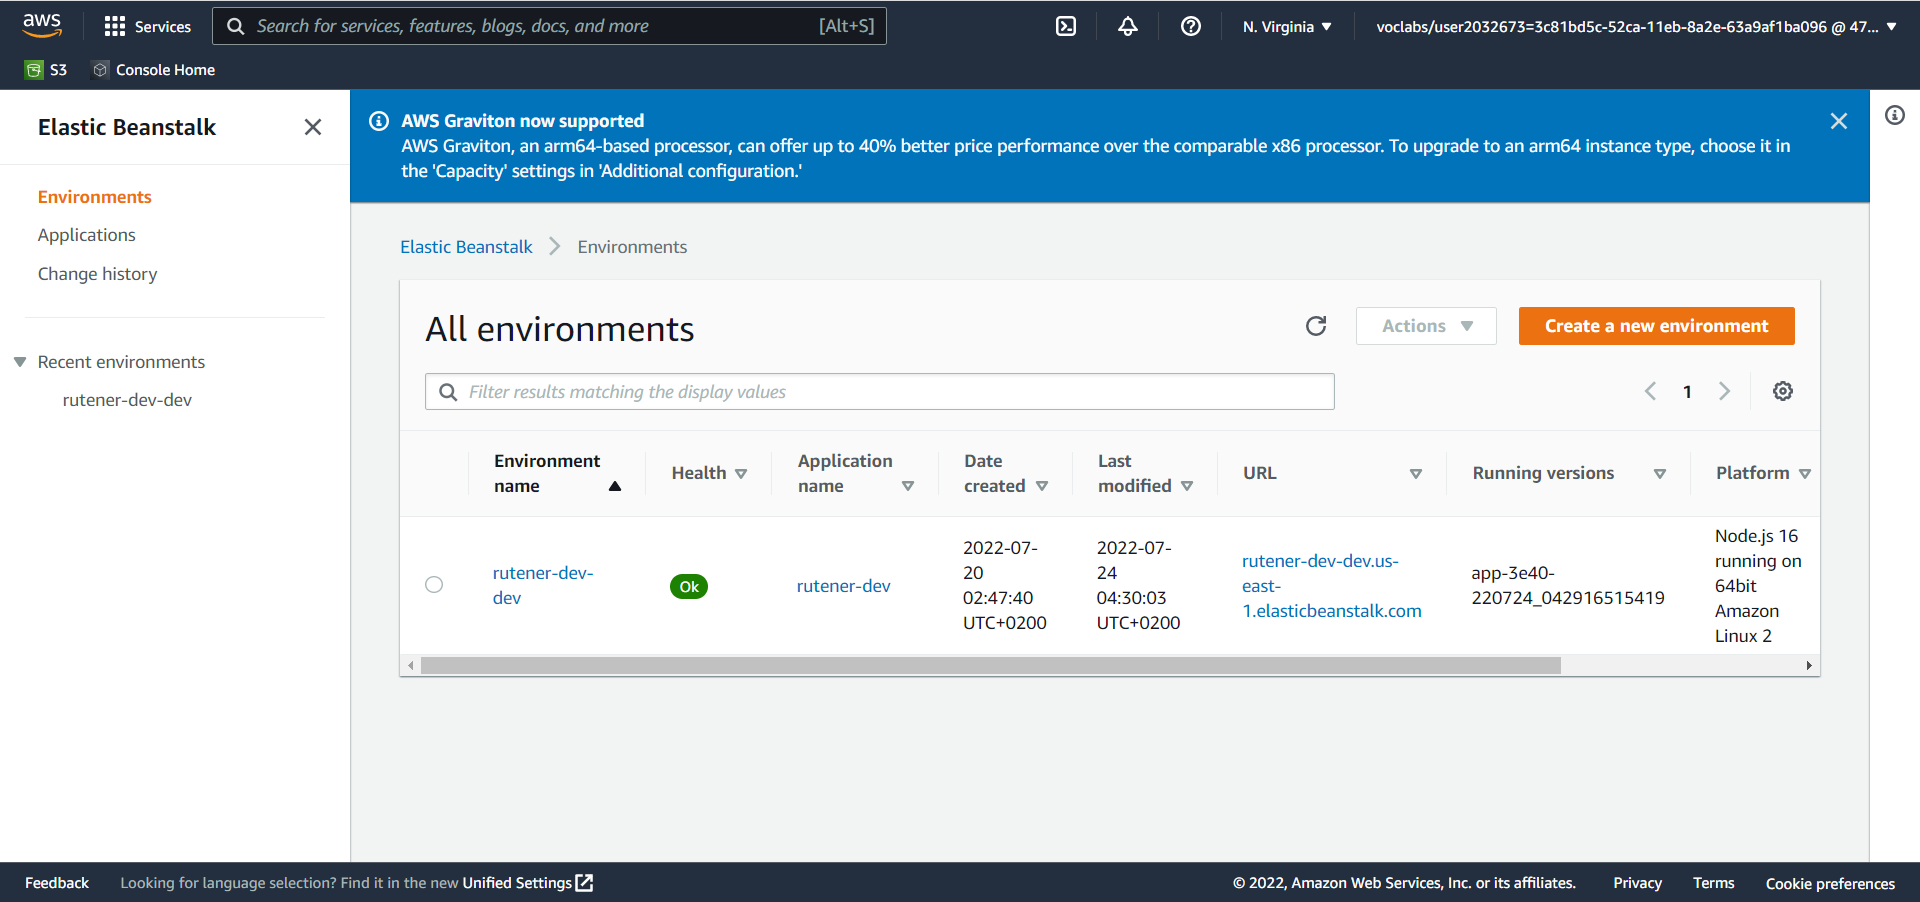 aws
Services
Search for services, features, blogs, docs, and more
[Alt+S]
N. Virginia
voclabs/user2032673=3c81bd5c-52ca-11eb-8a2e-63a9af1ba096 @ 47...
S3
Console Home
Elastic Beanstalk
Environments
Applications
Change history
Recent environments
rutener-dev-dev
AWS Graviton now supported
AWS Graviton, an arm64-based processor, can offer up to 40% better price performance over the comparable x86 processor. To upgrade to an arm64 instance type, choose it in
the 'Capacity' settings in 'Additional configuration.'
Elastic Beanstalk
Environments
All environments
Actions
Create a new environment
Filter results matching the display values
1
Environment
name
Health
Application
name
Date
created
Last
modified
URL
Running versions
Platform
rutener-dev-
dev
Ok
rutener-dev
2022-07-
20
02:47:40
UTC+0200
2022-07-
24
04:30:03
UTC+0200
rutener-dev-dev.us-
east-
1.elasticbeanstalk.com
app-3e40-
220724_042916515419
Node.js 16
running on
64bit
Amazon
Linux 2
Feedback
Looking for language selection? Find it in the new Unified Settings
© 2022, Amazon Web Services, Inc. or its affiliates.
Privacy
Terms
Cookie preferences